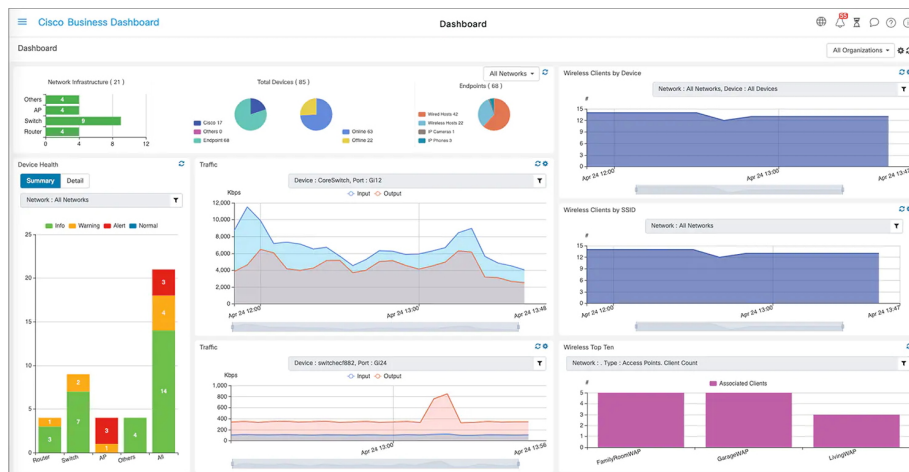 Cisco Business Dashboard
Dashboard
55
Dashboard
All Organizations
Network Infrastructure ( 21 )
Others 4
AP 4
Switch 9
Router 4
0 4 8 12
Total Devices ( 85 )
Cisco 17
Others 0
Endpoint 68
Online 63
Offline 22
All Networks
Endpoints ( 68 )
Wired Hosts 42
Wireless Hosts 22
IP Cameras 1
IP Phones 3
Wireless Clients by Device
Network : All Networks, Device : All Devices
#
15
12
9
6
3
0
Apr 24 12:00
Apr 24 13:00
Apr 24 13:47
Device Health
Summary
Detail
Network : All Networks
Info Warning Alert Normal
25
20
15
10
5
0
1
3
2
7
3
1
4
3
4
14
Router
Switch
AP
Others
All
Traffic
Device : CoreSwitch, Port : Gi12
Input Output
Kbps
12,000
10,000
8,000
6,000
4,000
2,000
0
Apr 24 12:00
Apr 24 13:00
Apr 24 13:48
Wireless Clients by SSID
Network : All Networks
#
15
12
9
6
3
0
Apr 24 12:00
Apr 24 13:00
Apr 24 13:47
Traffic
Device : switchecf882, Port : Gi24
Input Output
Kbps
1,000
800
600
400
200
0
Apr 24 13:00
Apr 24 13:56
Wireless Top Ten
Network : . Type : Access Points. Client Count
Associated Clients
#
5
4
3
2
1
0
FamilyRoomWAP
GarageWAP
LivingWAP